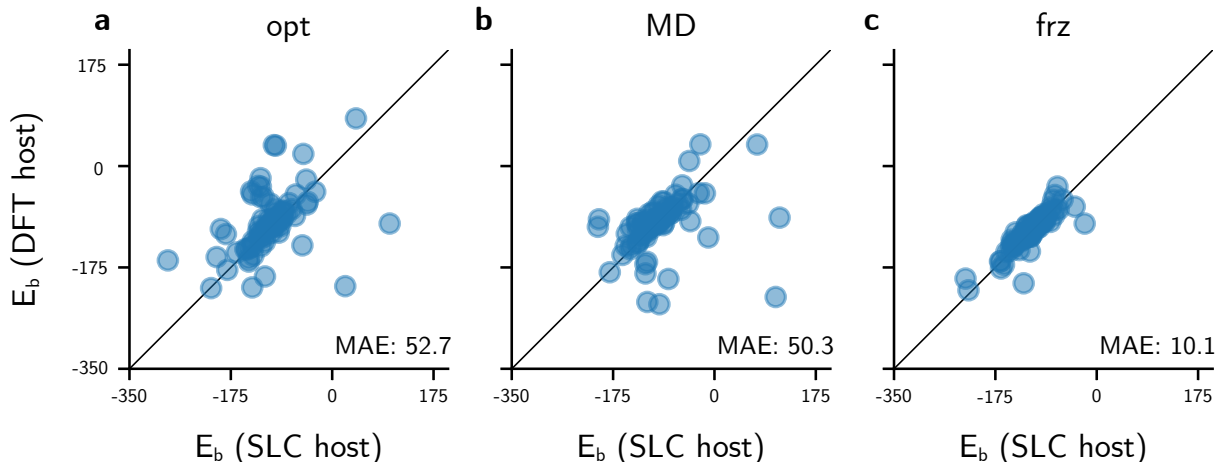 a opt
b MD
c frz
E_b (DFT host)
175
0
-175
-350
MAE: 52.7
MAE: 50.3
MAE: 10.1
-350 -175 0 175
-350 -175 0 175
-350 -175 0 175
E_b (SLC host)
E_b (SLC host)
E_b (SLC host)